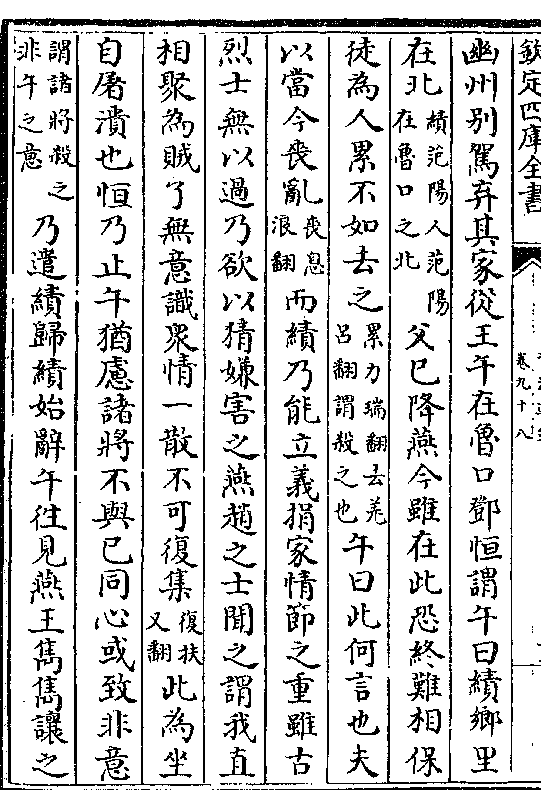 欽定四庫全書
卷九十八
幽州别駕弃其家從王午在魯口鄧恒謂午曰績鄉里
在北績范陽人范陽在魯口之北父已降燕今雖在此恐終難相保
徒為人累不如去之累力瑞翻去羌吕翻謂殺之也午曰此何言也夫
以當今喪亂喪息浪翻而績乃能立義捐家情節之重雖古
烈士無以過乃欲以猜嫌害之燕趙之士聞之謂我直
相聚為賊了無意識衆情一散不可復集復扶又翻此為坐
自屠潰也恒乃止午猶慮諸將不與已同心或致非意
謂諸將殺之非午之意乃遣績歸績始辭午往見燕王雋雋讓之